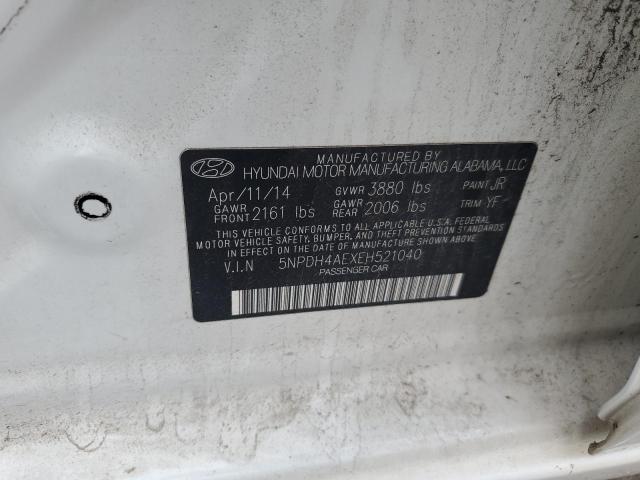 MANUFACTURED BY
HYUNDAI MOTOR MANUFACTURING ALABAMA, LLC
Apr/11/14 GVWR 3880 lbs PAINT JR
GAWR FRONT 2161 lbs GAWR REAR 2006 lbs TRIM YF
THIS VEHICLE CONFORMS TO ALL APPLICABLE U.S.A. FEDERAL
MOTOR VEHICLE SAFETY, BUMPER, AND THEFT PREVENTION STANDARDS
IN EFFECT ON THE DATE OF MANUFACTURE SHOWN ABOVE.
V.I.N 5NPDH4AEXEH521040
PASSENGER CAR